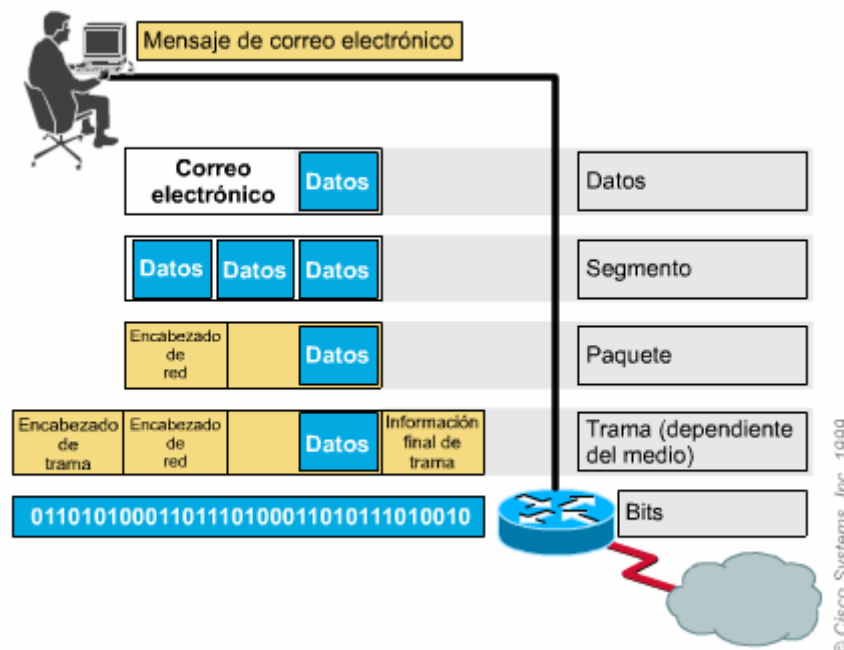 Mensaje de correo electrónico
Correo
electrónico
Datos
Datos
Datos
Datos
Datos
Segmento
Encabezado
de
red
Datos
Paquete
Encabezado
de
trama
Encabezado
de
red
Datos
Información
final de
trama
Trama (dependiente
del medio)
0110101000110111010001101011101001​0
Bits
© Cisco Systems, Inc. 1999